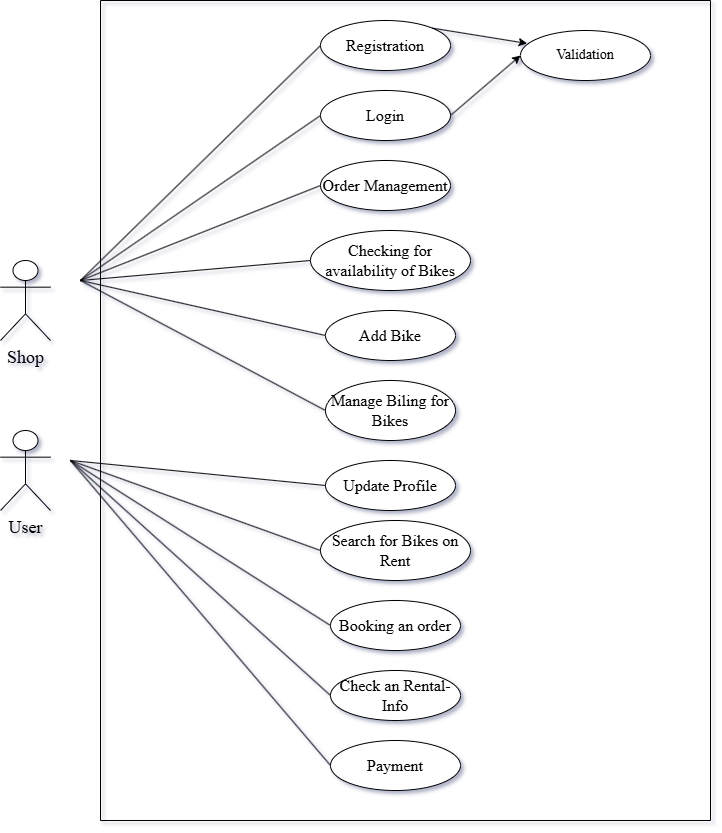 Registration
Validation
Login
Order Management
Checking for
availability of Bikes
Shop
Add Bike
Manage Biling for
Bikes
User
Update Profile
Search for Bikes on
Rent
Booking an order
Check an Rental-
Info
Payment